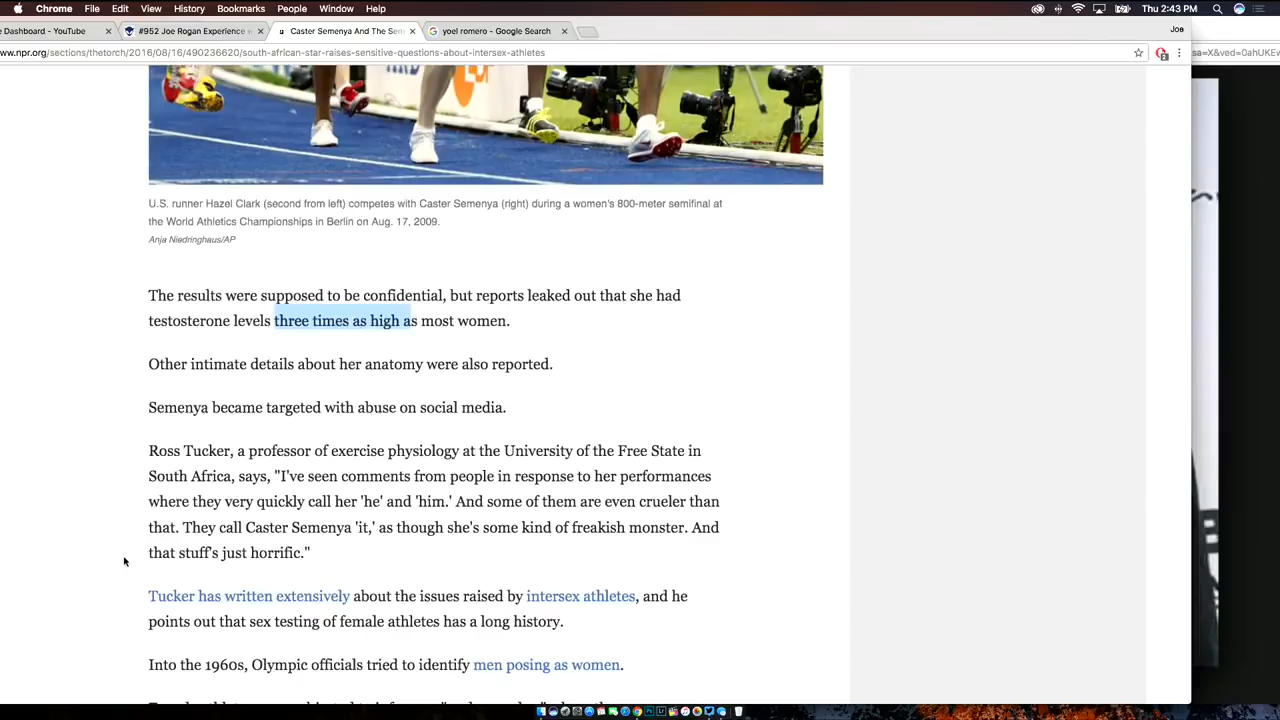 Chrome File Edit View History Bookmarks People Window Help Thu 2:43 PM
e Dashboard - YouTube #952 Joe Rogan Experience w Caster Semenya And The Sen yoel romero - Google Search Joe
ww.npr.org/sections/thetorch/2016/08/16/490236620/south-african-star-raises-sensitive-questions-about-intersex-athletes
U.S. runner Hazel Clark (second from left) competes with Caster Semenya (right) during a women's 800-meter semifinal at
the World Athletics Championships in Berlin on Aug. 17, 2009.
Anja Niedringhaus/AP
The results were supposed to be confidential, but reports leaked out that she had
testosterone levels three times as high as most women.
Other intimate details about her anatomy were also reported.
Semenya became targeted with abuse on social media.
Ross Tucker, a professor of exercise physiology at the University of the Free State in
South Africa, says, "I've seen comments from people in response to her performances
where they very quickly call her 'he' and 'him.' And some of them are even crueler than
that. They call Caster Semenya 'it,' as though she's some kind of freakish monster. And
that stuff's just horrific."
Tucker has written extensively about the issues raised by intersex athletes, and he
points out that sex testing of female athletes has a long history.
Into the 1960s, Olympic officials tried to identify men posing as women.